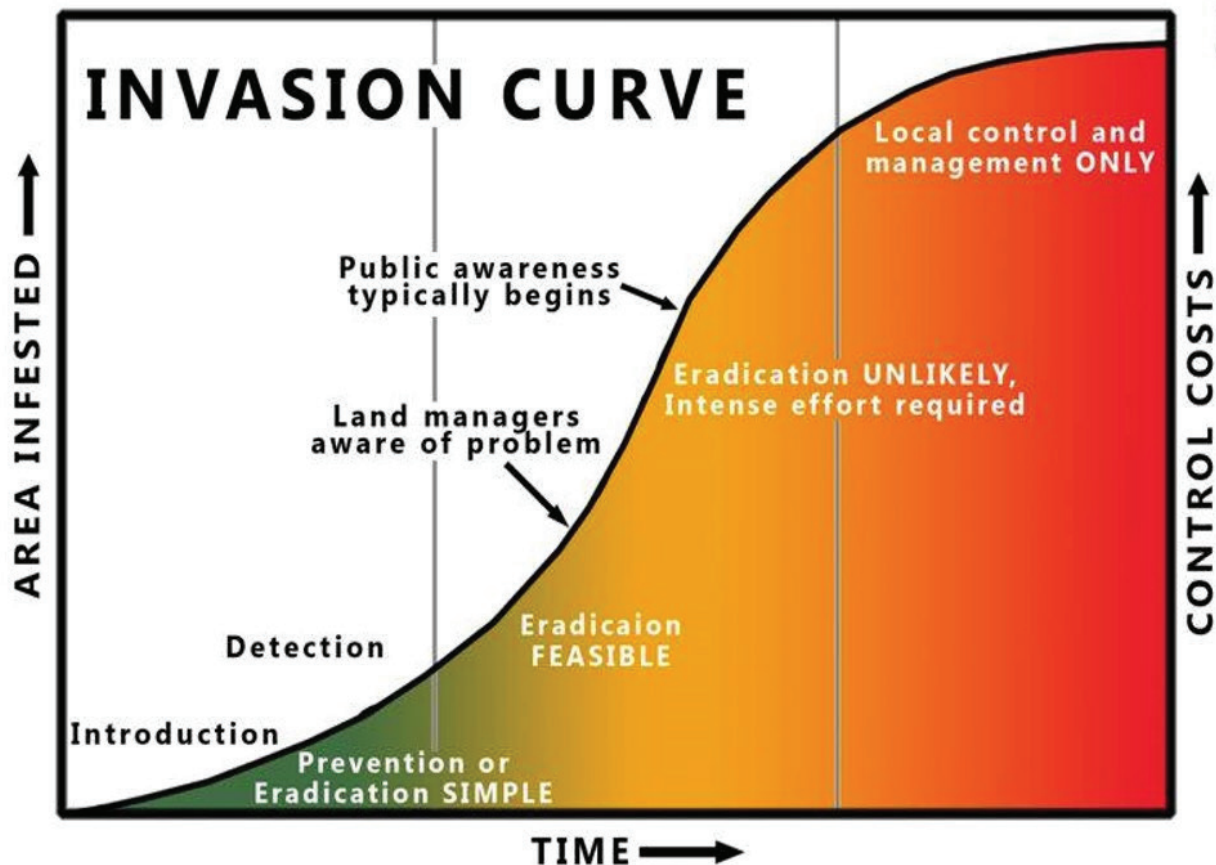 INVASION CURVE
Local control and
management ONLY
Public awareness
typically begins
Eradication UNLIKELY,
Intense effort required
Land managers
aware of problem
Eradicaion
FEASIBLE
Detection
Introduction
Prevention or
Eradication SIMPLE
AREA INFESTED
CONTROL COSTS
TIME